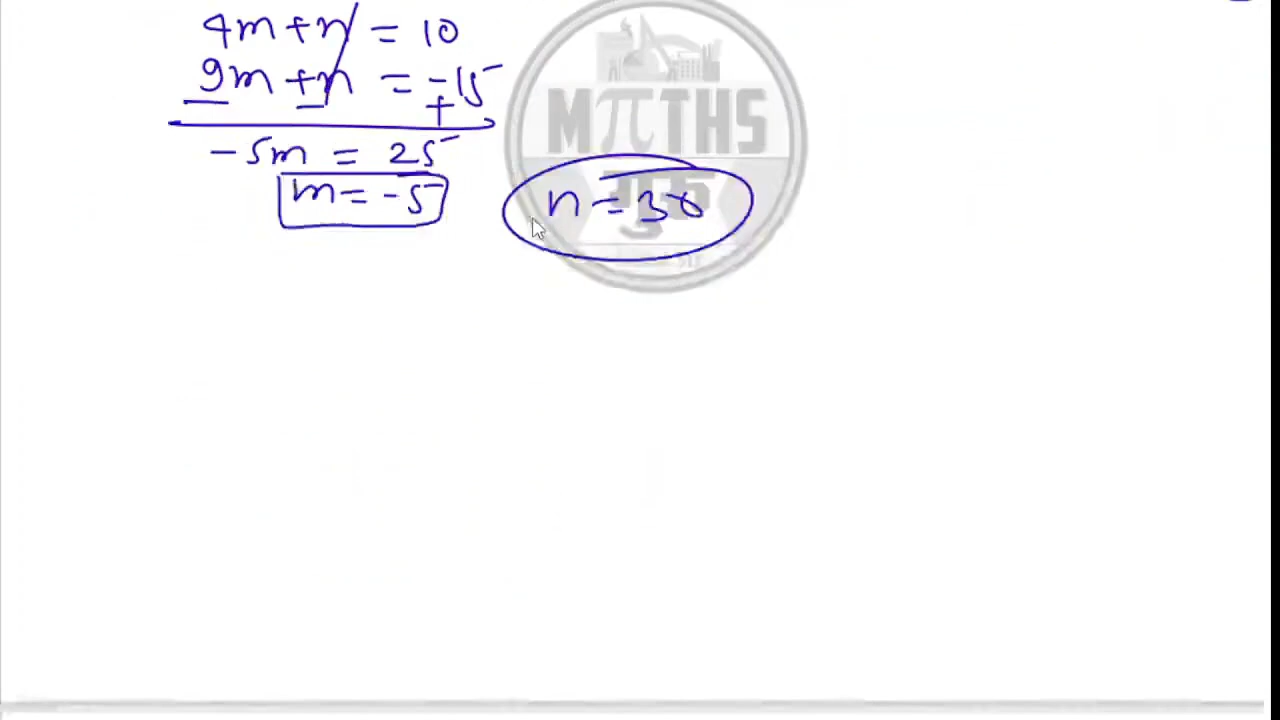 4m + n = 10
9m + n = -15
- - +
-5m = 25
m = -5
n = 30
MπTHS